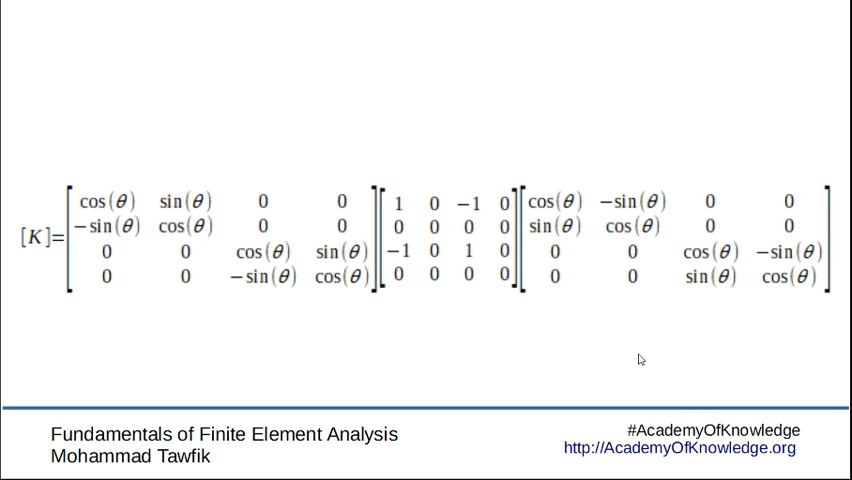 [K]=[cos(θ) sin(θ) 0 0; −sin(θ) cos(θ) 0 0; 0 0 cos(θ) sin(θ); 0 0 −sin(θ) cos(θ)][1 0 −1 0; 0 0 0 0; −1 0 1 0; 0 0 0 0][cos(θ) −sin(θ) 0 0; sin(θ) cos(θ) 0 0; 0 0 cos(θ) −sin(θ); 0 0 sin(θ) cos(θ)]
Fundamentals of Finite Element Analysis
Mohammad Tawfik
#AcademyOfKnowledge
http://AcademyOfKnowledge.org